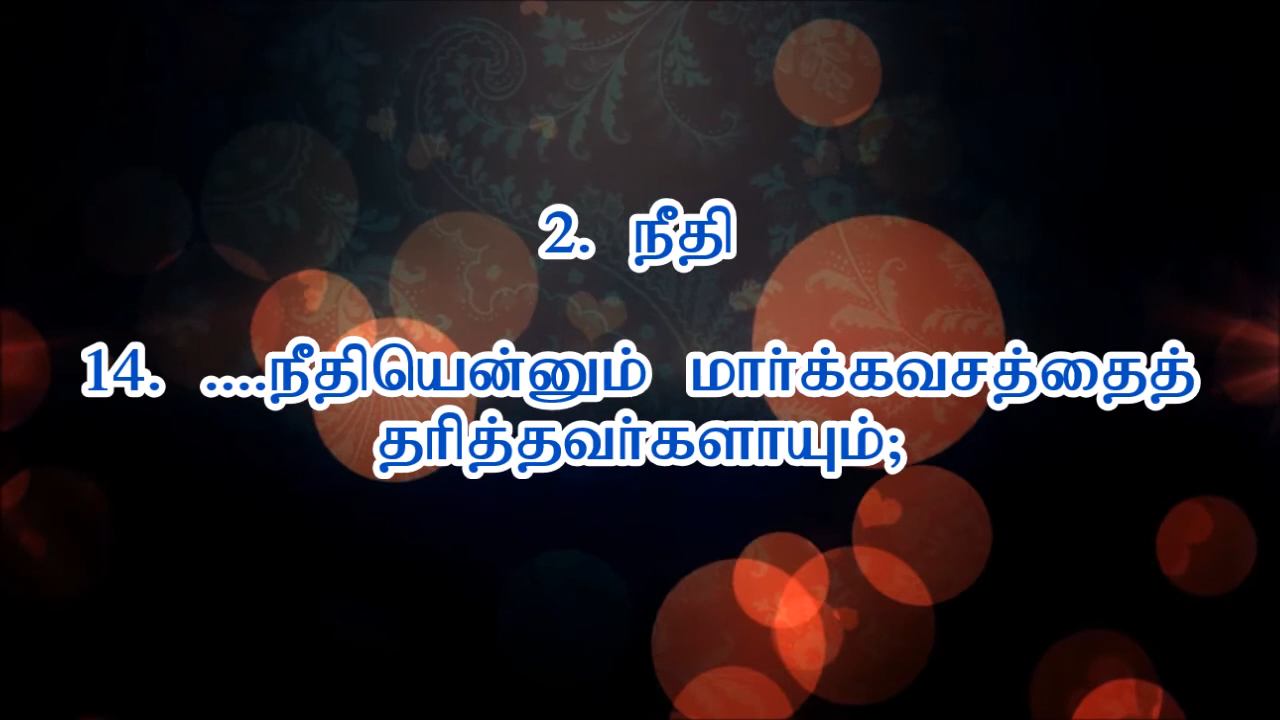 2. நீதி
14. ....நீதியென்னும் மார்க்கவசத்தைத்
தரித்தவர்களாயும்;